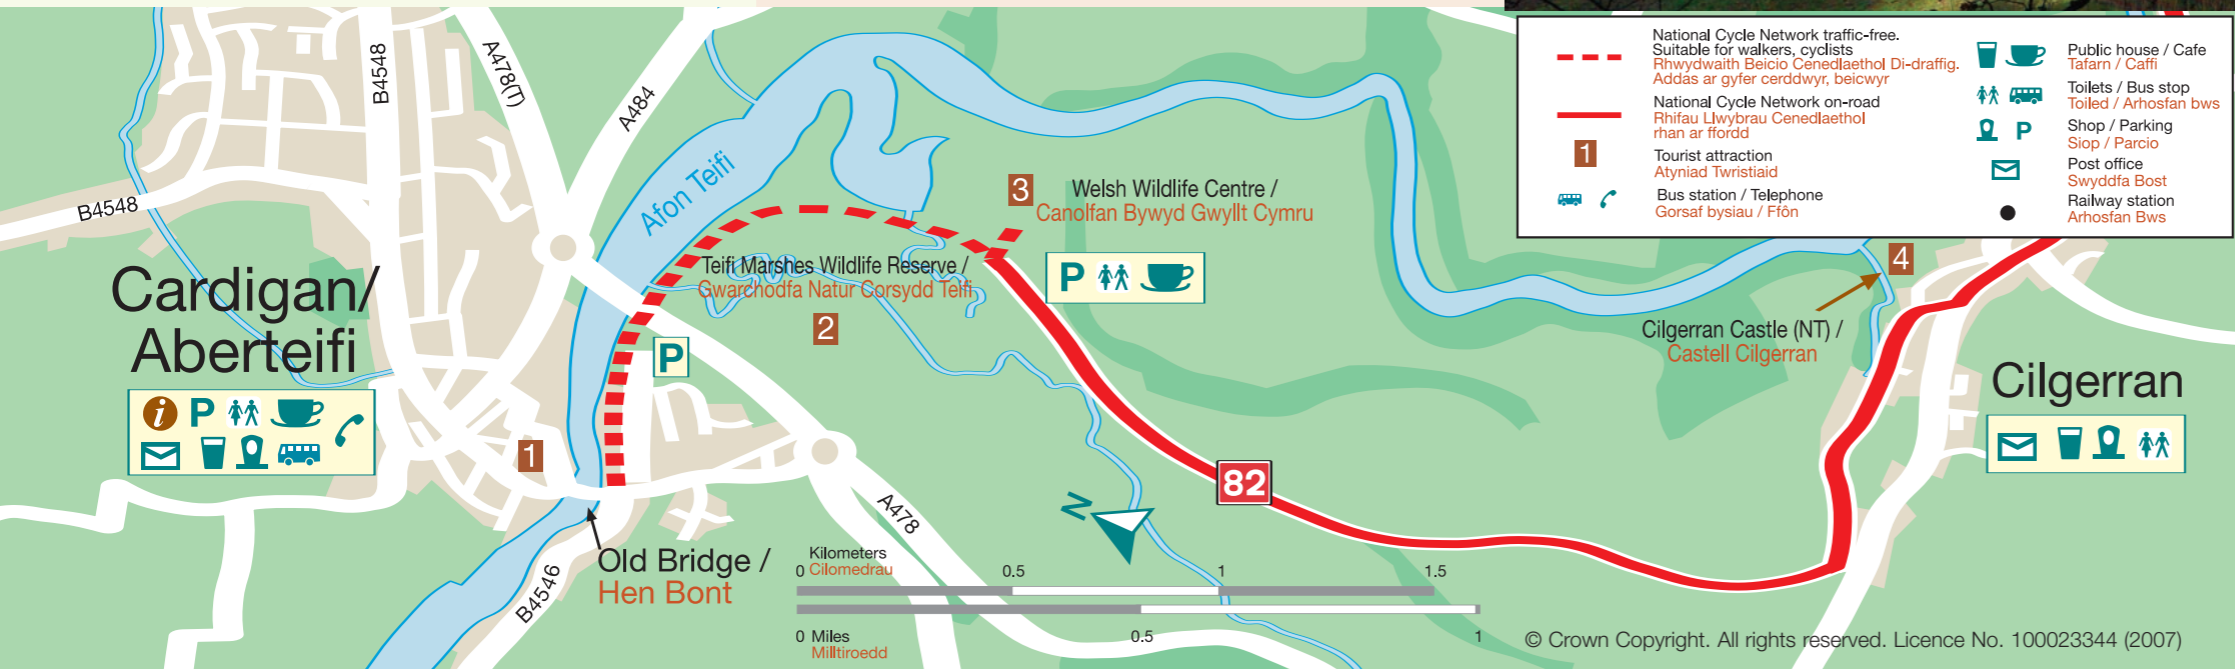 B4548
A478(T)
A484
B4548
Afon Teifi
Cardigan/
Aberteifi
i
P
1
P
Teifi Marshes Wildlife Reserve /
Gwarchodfa Natur Corsydd Teifi
2
3
Welsh Wildlife Centre /
Canolfan Bywyd Gwyllt Cymru
P
82
4
Cilgerran Castle (NT) /
Castell Cilgerran
Cilgerran
Old Bridge /
Hen Bont
B4546
A478
N
Kilometers
0 Cilomedrau 0.5 1 1.5
0 Miles 0.5 1
Milltiroedd
National Cycle Network traffic-free.
Suitable for walkers, cyclists
Rhwydwaith Beicio Cenedlaethol Di-draffig.
Addas ar gyfer cerddwyr, beicwyr
National Cycle Network on-road
Rhifau Llwybrau Cenedlaethol
rhan ar ffordd
1
Tourist attraction
Atyniad Twristiaid
Bus station / Telephone
Gorsaf bysiau / Ffôn
Public house / Cafe
Tafarn / Caffi
Toilets / Bus stop
Toiled / Arhosfan bws
P
Shop / Parking
Siop / Parcio
Post office
Swyddfa Bost
Railway station
Arhosfan Bws
© Crown Copyright. All rights reserved. Licence No. 100023344 (2007)